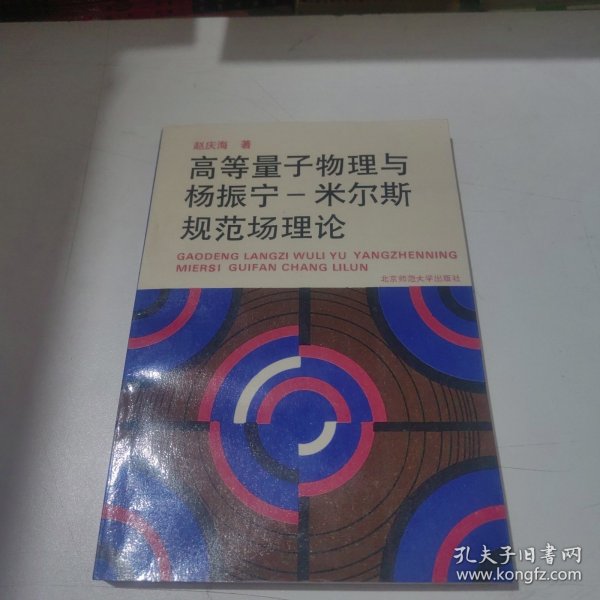 赵庆海 著
高等量子物理与
杨振宁-米尔斯
规范场理论
GAODENG LANGZI WULI YU YANGZHENNING
MIERSI GUIFAN CHANG LILUN
北京师范大学出版社
孔夫子旧书网
www.kongfz.com